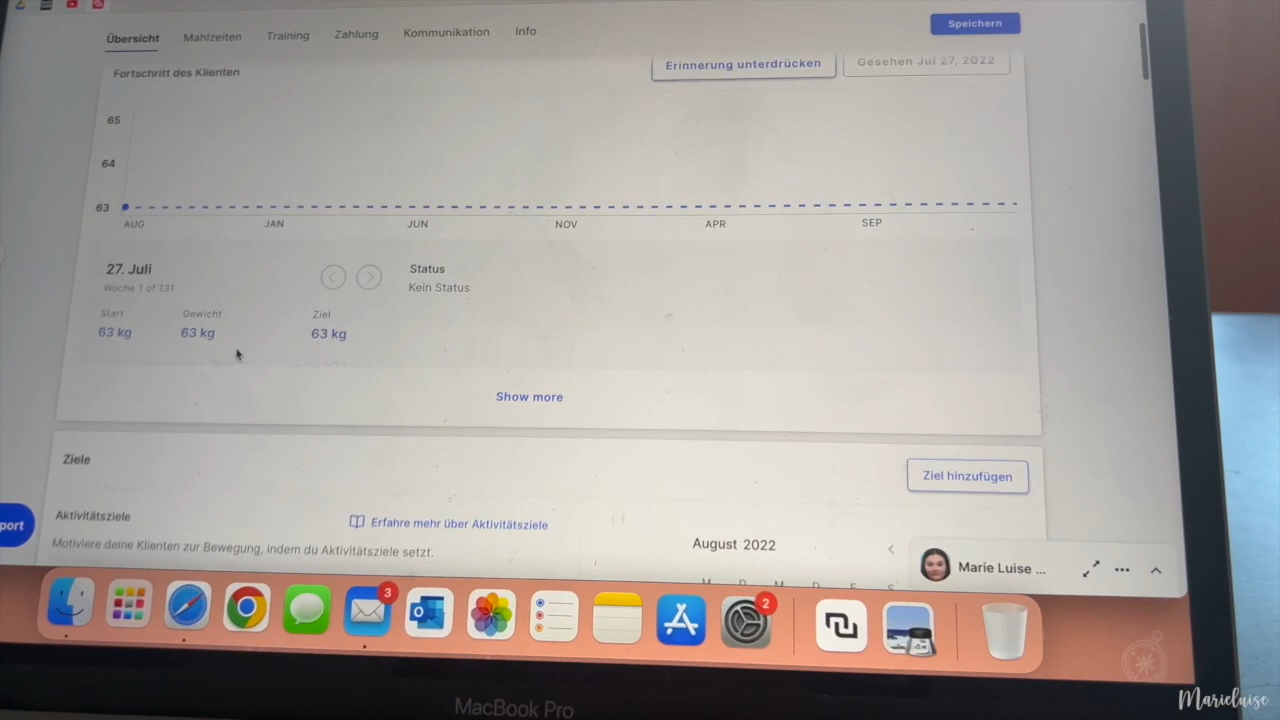 Übersicht Mahlzeiten Training Zahlung Kommunikation Info Speichern
Fortschritt des Klienten Erinnerung unterdrücken Gesehen Jul 27, 2022
65
64
63
AUG JAN JUN NOV APR SEP
27. Juli Status
Woche 1 of 131 Kein Status
Start Gewicht Ziel
63 kg 63 kg 63 kg
Show more
Ziele Ziel hinzufügen
Aktivitätsziele Erfahre mehr über Aktivitätsziele
port
Motiviere deine Klienten zur Bewegung, indem du Aktivitätsziele setzt. August 2022
Marie Luise ...
M D M D F S
3 2
MacBook Pro
Marieluise